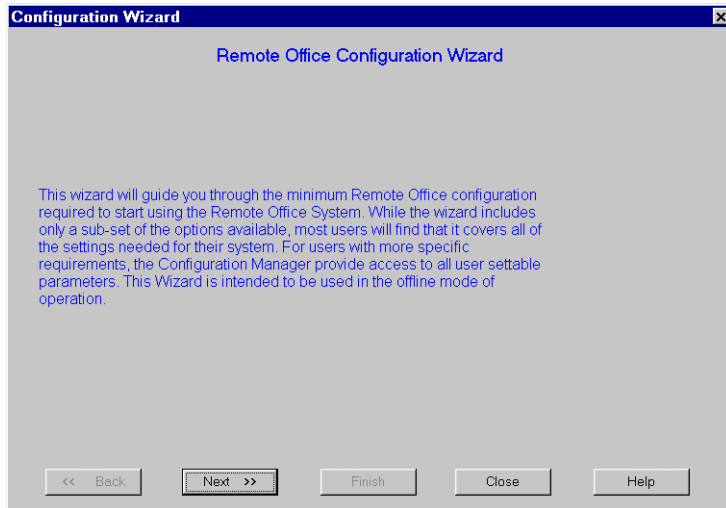 Configuration Wizard
Remote Office Configuration Wizard
This wizard will guide you through the minimum Remote Office configuration
required to start using the Remote Office System. While the wizard includes
only a sub-set of the options available, most users will find that it covers all of
the settings needed for their system. For users with more specific
requirements, the Configuration Manager provide access to all user settable
parameters. This Wizard is intended to be used in the offline mode of
operation.
<< Back
Next >>
Finish
Close
Help